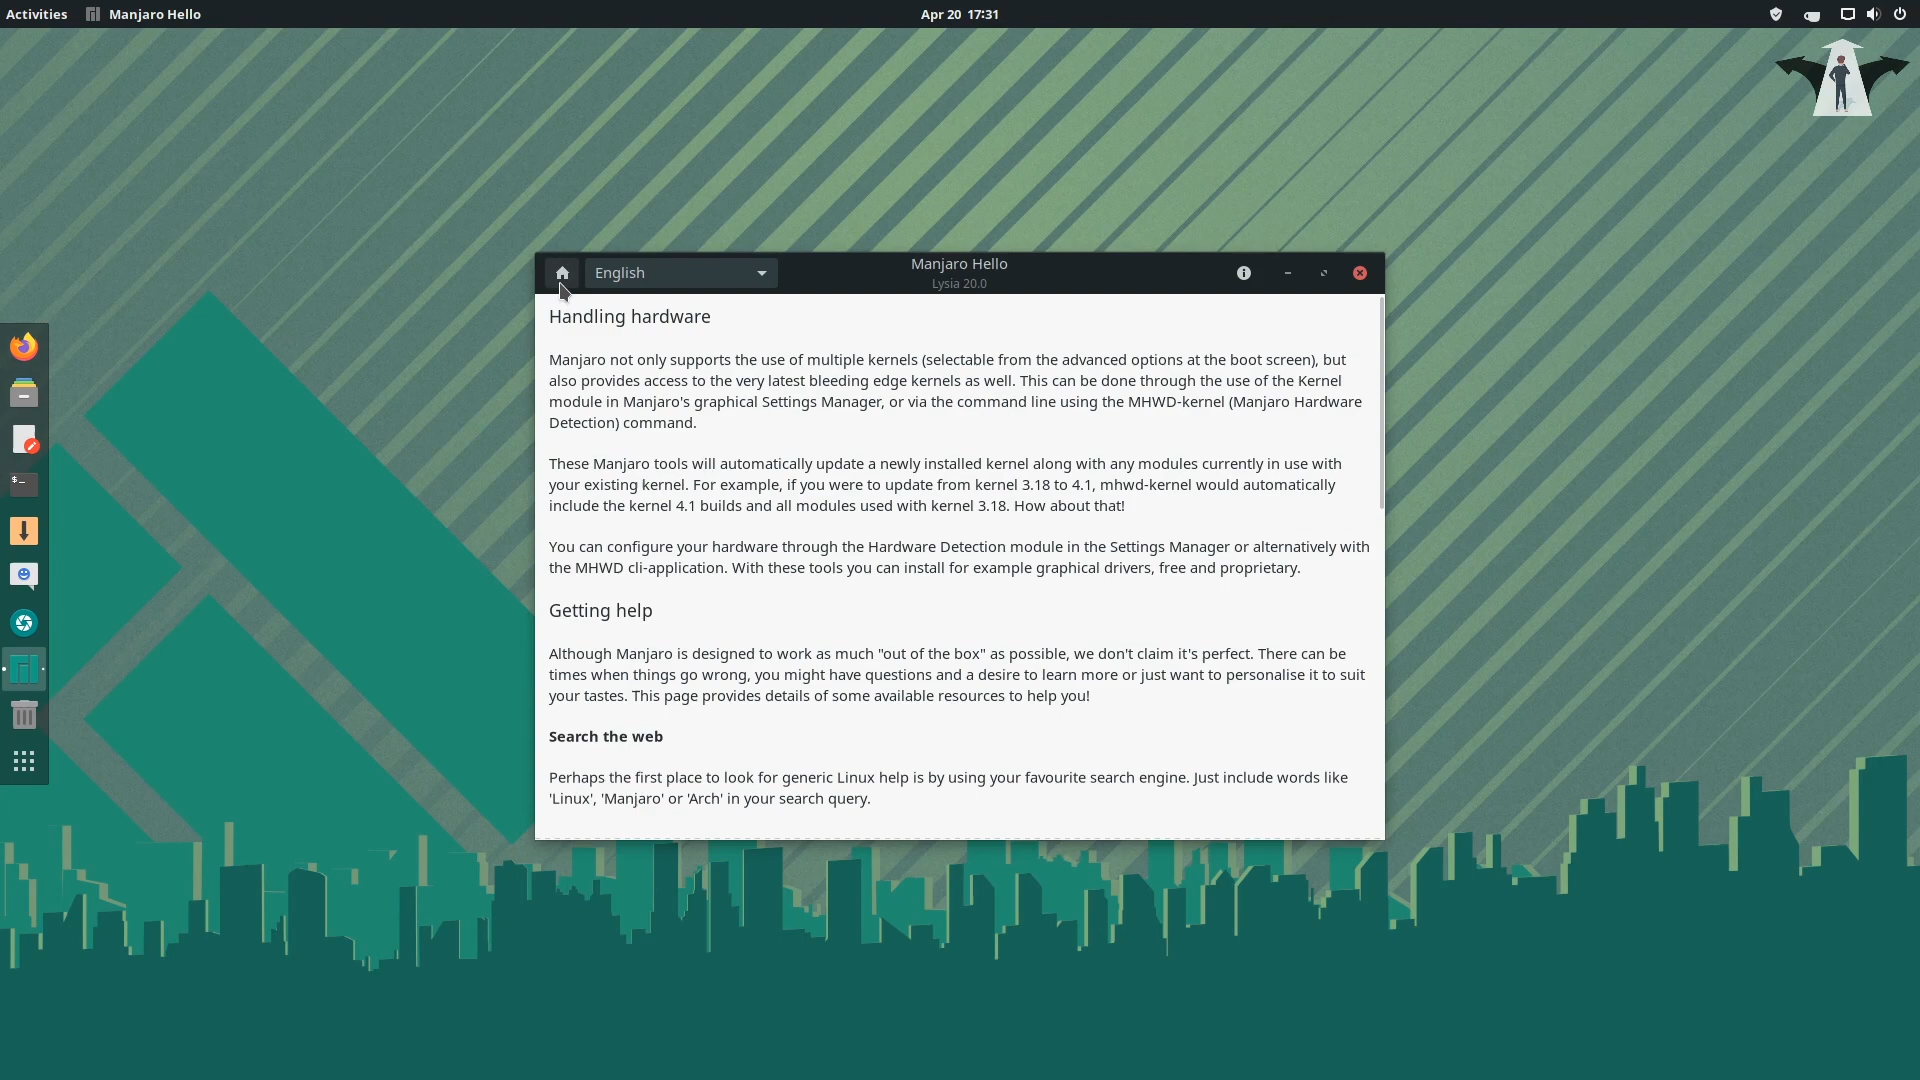 Activities Manjaro Hello Apr 20 17:31
English
Manjaro Hello
Lysia 20.0
Handling hardware
Manjaro not only supports the use of multiple kernels (selectable from the advanced options at the boot screen), but
also provides access to the very latest bleeding edge kernels as well. This can be done through the use of the Kernel
module in Manjaro's graphical Settings Manager, or via the command line using the MHWD-kernel (Manjaro Hardware
Detection) command.
These Manjaro tools will automatically update a newly installed kernel along with any modules currently in use with
your existing kernel. For example, if you were to update from kernel 3.18 to 4.1, mhwd-kernel would automatically
include the kernel 4.1 builds and all modules used with kernel 3.18. How about that!
You can configure your hardware through the Hardware Detection module in the Settings Manager or alternatively with
the MHWD cli-application. With these tools you can install for example graphical drivers, free and proprietary.
Getting help
Although Manjaro is designed to work as much "out of the box" as possible, we don't claim it's perfect. There can be
times when things go wrong, you might have questions and a desire to learn more or just want to personalise it to suit
your tastes. This page provides details of some available resources to help you!
Search the web
Perhaps the first place to look for generic Linux help is by using your favourite search engine. Just include words like
'Linux', 'Manjaro' or 'Arch' in your search query.